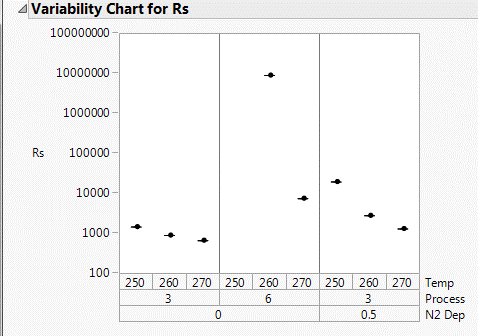 Variability Chart for Rs
100000000
10000000
1000000
100000
Rs
10000
1000
100
250 260 270 250 260 270 250 260 270 Temp
3 6 3 Process
0 0.5 N2 Dep